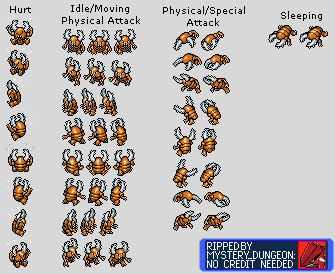 Hurt
Idle/Moving
Physical Attack
Physical/Special
Attack
Sleeping
RIPPED BY
MYSTERY_DUNGEON:
NO CREDIT NEEDED